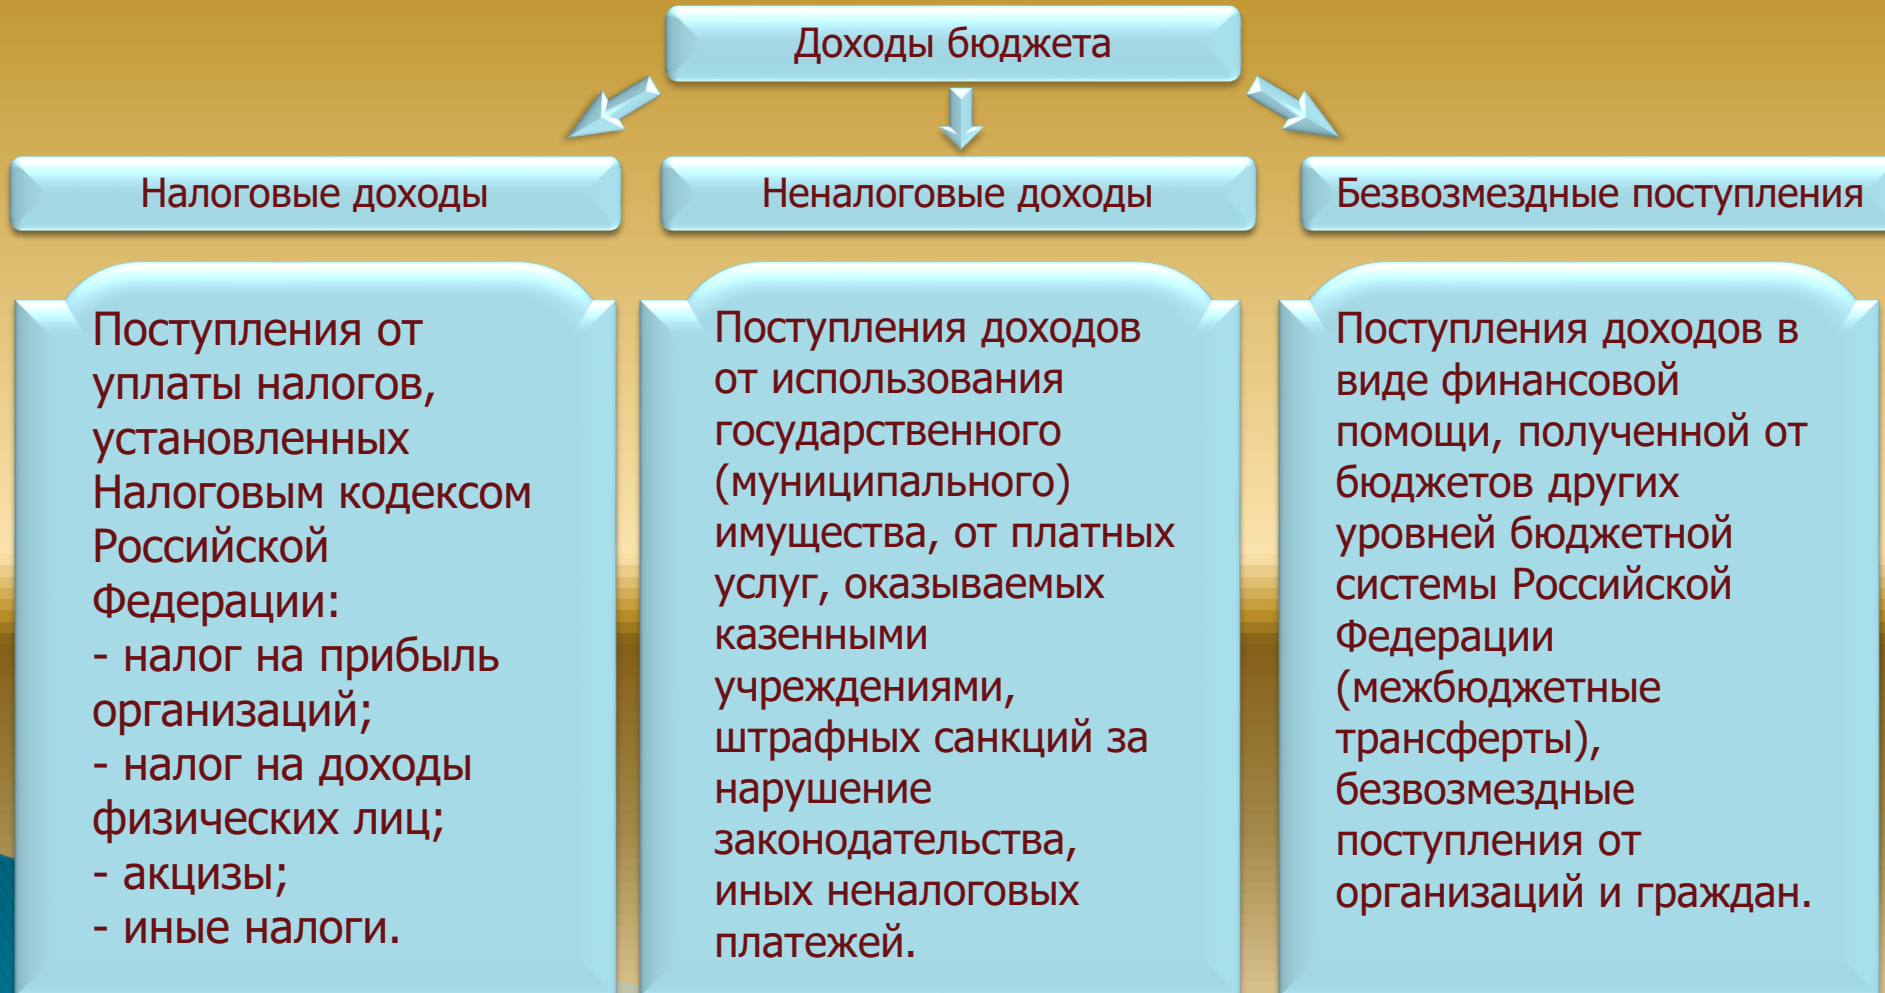 Доходы бюджета
Налоговые доходы
Неналоговые доходы
Безвозмездные поступления
Поступления от
уплаты налогов,
установленных
Налоговым кодексом
Российской
Федерации:
- налог на прибыль
организаций;
- налог на доходы
физических лиц;
- акцизы;
- иные налоги.
Поступления доходов
от использования
государственного
(муниципального)
имущества, от платных
услуг, оказываемых
казенными
учреждениями,
штрафных санкций за
нарушение
законодательства,
иных неналоговых
платежей.
Поступления доходов в
виде финансовой
помощи, полученной от
бюджетов других
уровней бюджетной
системы Российской
Федерации
(межбюджетные
трансферты),
безвозмездные
поступления от
организаций и граждан.